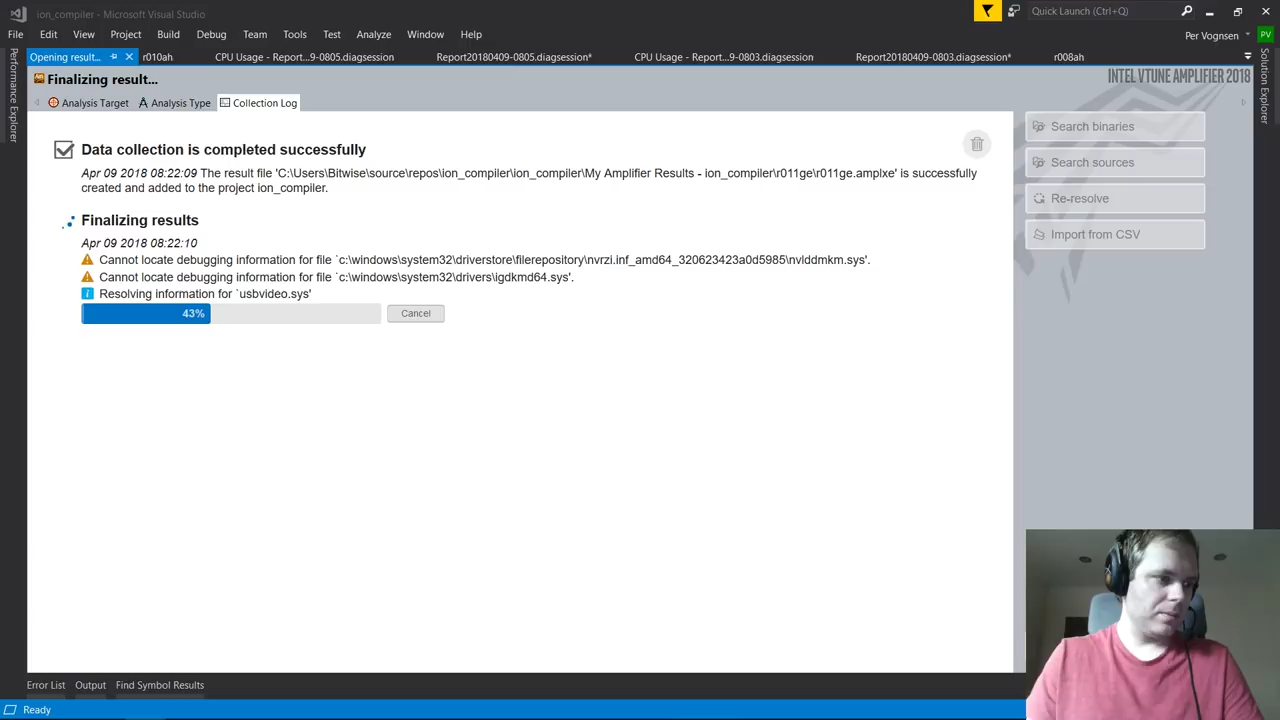 ion_compiler - Microsoft Visual Studio
Quick Launch (Ctrl+Q)
File Edit View Project Build Debug Team Tools Test Analyze Window Help
Per Vognsen PV
Opening result... r010ah CPU Usage - Report...9-0805.diagsession Report20180409-0805.diagsession* CPU Usage - Report...9-0803.diagsession Report20180409-0803.diagsession* r008ah
Performance Explorer
Solution Explorer
Finalizing result...
INTEL VTUNE AMPLIFIER 2018
Analysis Target Analysis Type Collection Log
Search binaries
Search sources
Re-resolve
Import from CSV
Data collection is completed successfully
Apr 09 2018 08:22:09 The result file 'C:\Users\Bitwise\source\repos\ion_compiler\ion_compiler\My Amplifier Results - ion_compiler\r011ge\r011ge.amplxe' is successfully
created and added to the project ion_compiler.
Finalizing results
Apr 09 2018 08:22:10
Cannot locate debugging information for file `c:\windows\system32\driverstore\filerepository\nvrzi.inf_amd64_320623423a0d5985\nvlddmkm.sys'.
Cannot locate debugging information for file `c:\windows\system32\drivers\igdkmd64.sys'.
Resolving information for `usbvideo.sys'
43% Cancel
Error List Output Find Symbol Results
Ready